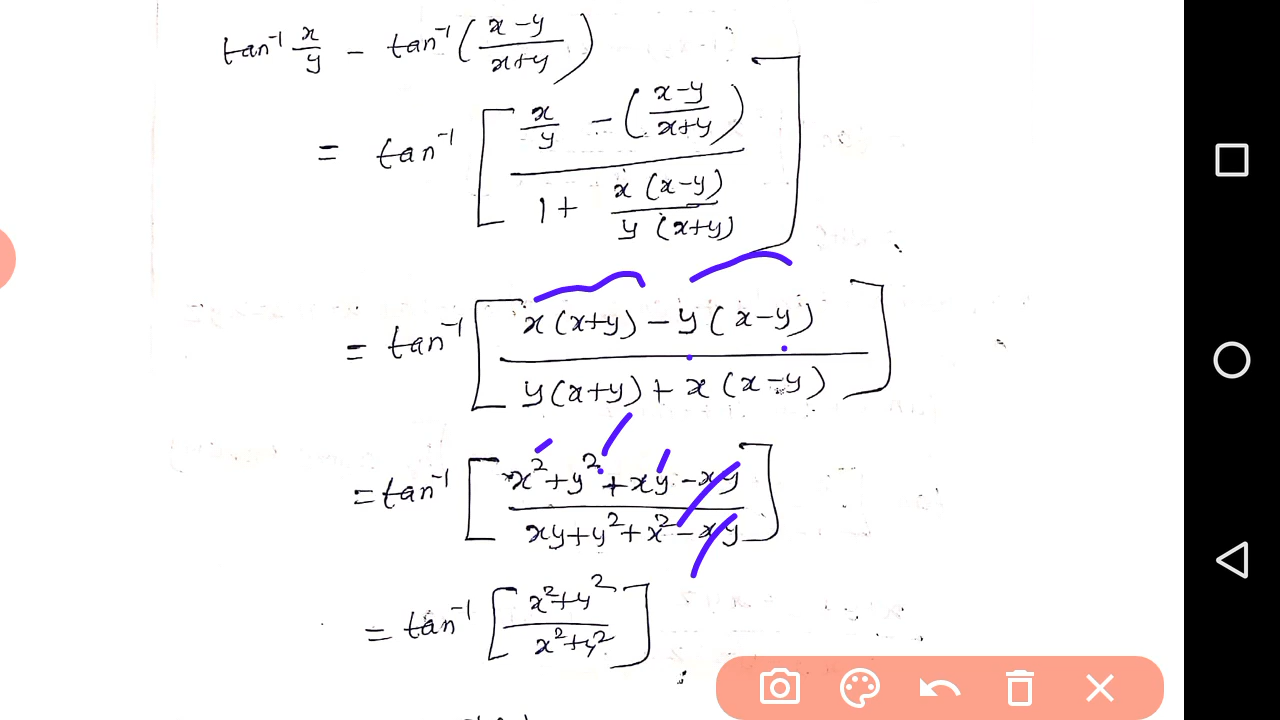 tan⁻¹ x/y - tan⁻¹ ((x-y)/(x+y))
= tan⁻¹ [(x/y - ((x-y)/(x+y))) / (1 + x(x-y)/y(x+y))]
= tan⁻¹ [(x(x+y) - y(x-y)) / (y(x+y) + x(x-y))]
= tan⁻¹ [(x²+y²+xy-xy) / (xy+y²+x²-xy)]
= tan⁻¹ [(x²+y²) / (x²+y²)]